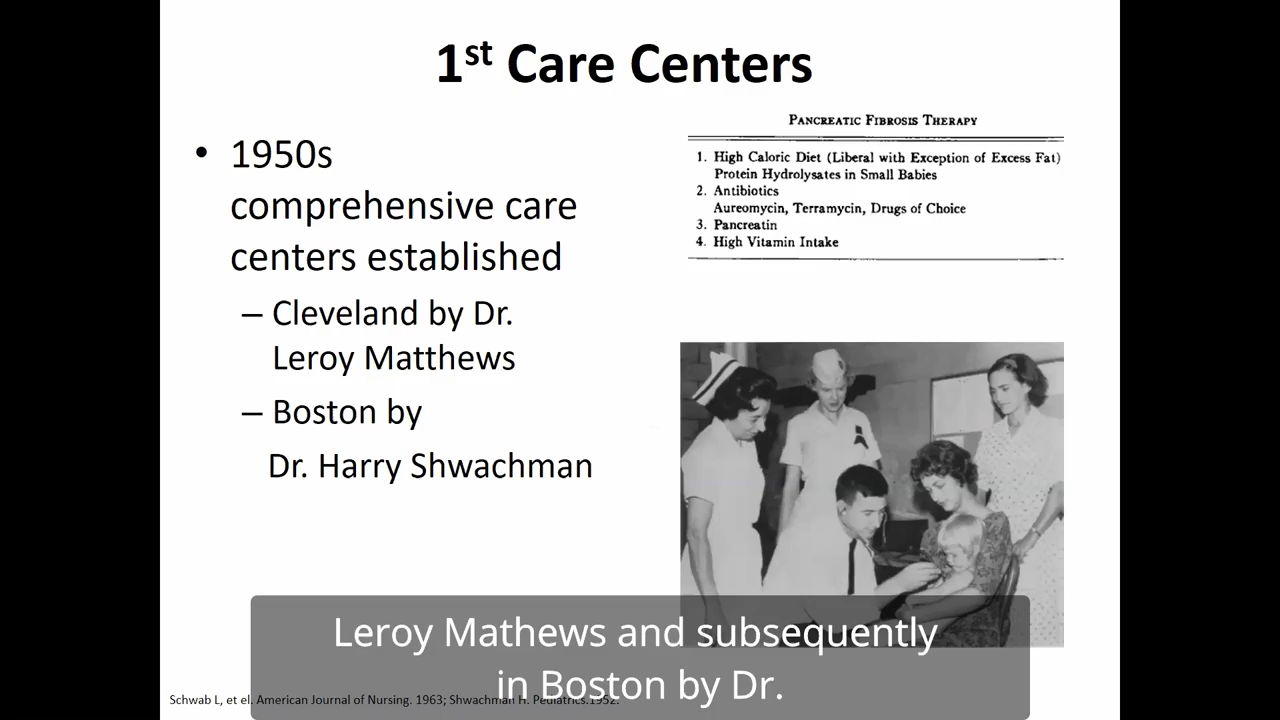 1st Care Centers
• 1950s
comprehensive care
centers established
– Cleveland by Dr.
Leroy Matthews
– Boston by
Dr. Harry Shwachman
PANCREATIC FIBROSIS THERAPY
1. High Caloric Diet (Liberal with Exception of Excess Fat)
Protein Hydrolysates in Small Babies
2. Antibiotics
Aureomycin, Terramycin, Drugs of Choice
3. Pancreatin
4. High Vitamin Intake
Leroy Mathews and subsequently
in Boston by Dr.
Schwab L, et el. American Journal of Nursing. 1963; Shwachman H. Pediatrics.1952.